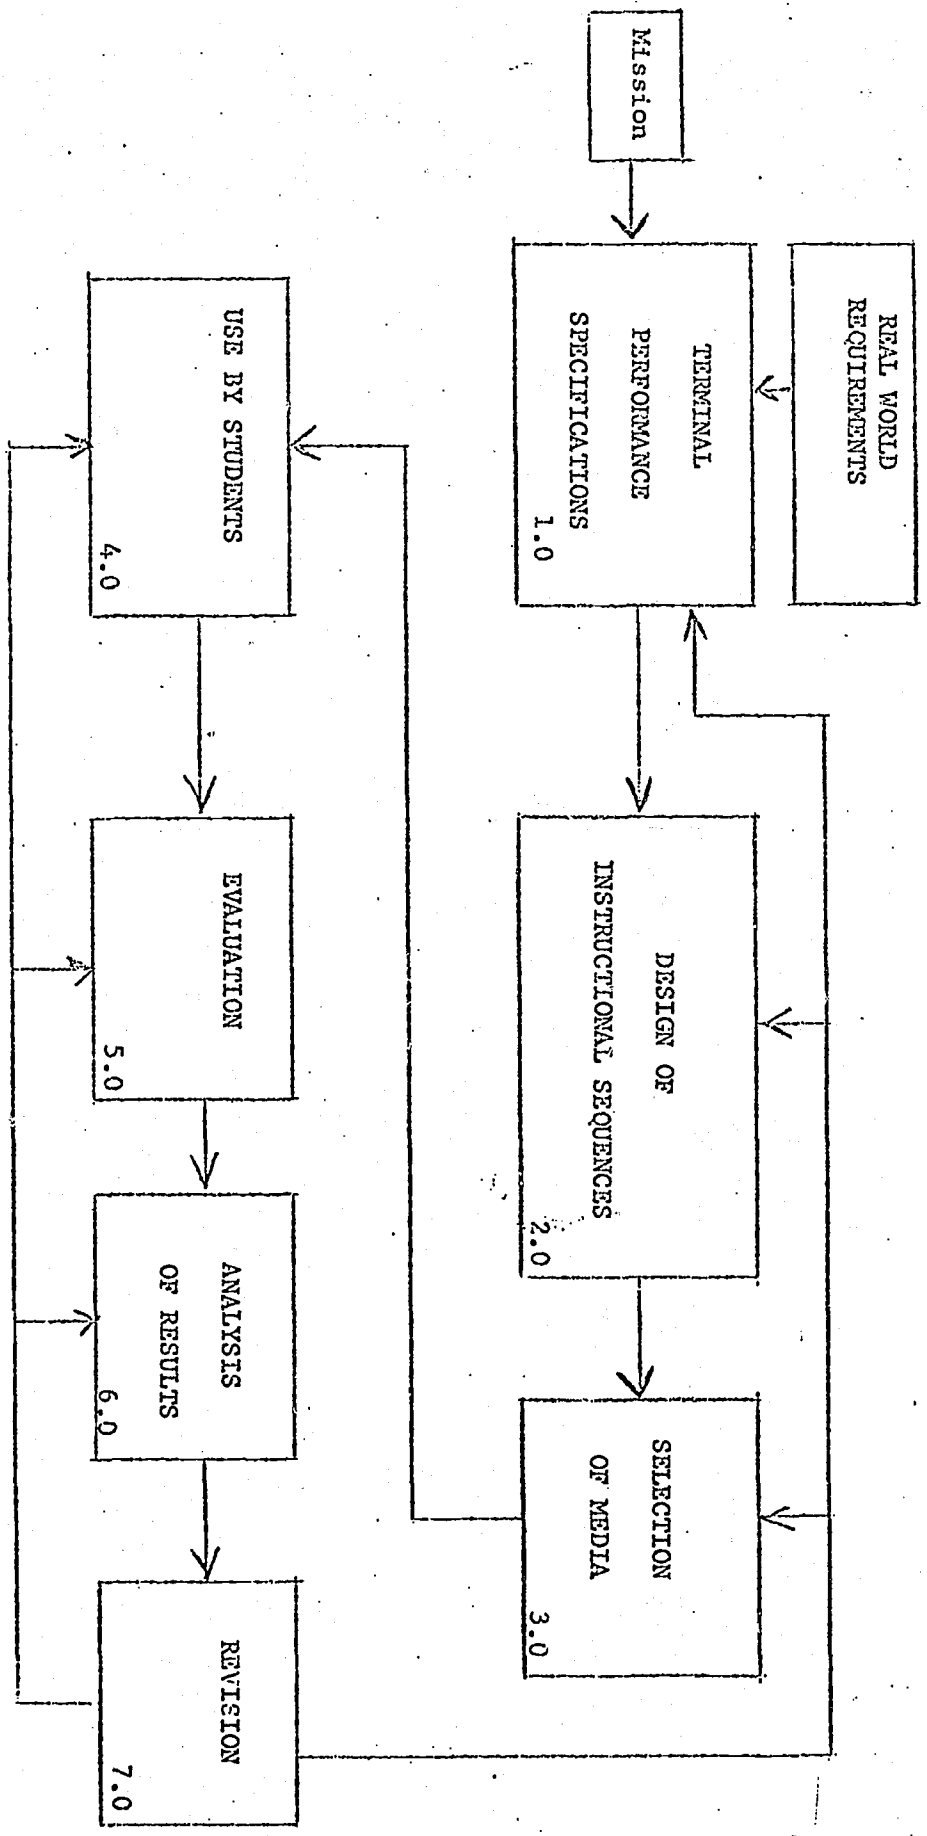 Mission
REAL WORLD
REQUIREMENTS
TERMINAL
PERFORMANCE
SPECIFICATIONS
1.0
DESIGN OF
INSTRUCTIONAL SEQUENCES
2.0
SELECTION
OF MEDIA
3.0
USE BY STUDENTS
4.0
EVALUATION
5.0
ANALYSIS
OF RESULTS
6.0
REVISION
7.0